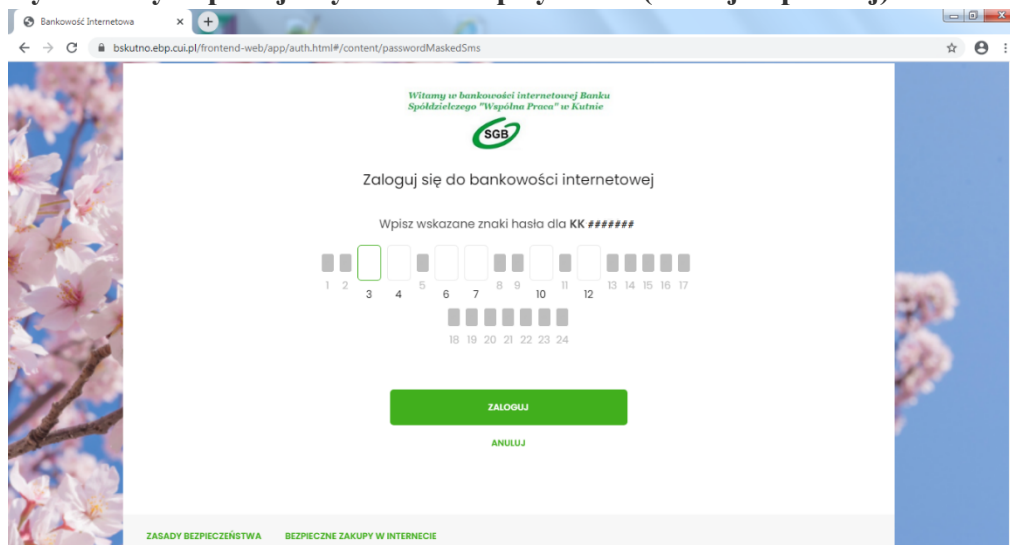 Bankowość Internetowa
bskutno.ebp.cui.pl/frontend-web/app/auth.html#/content/passwordMaskedSms
Witamy w bankowości internetowej Banku
Spółdzielczego "Wspólna Praca" w Kutnie
SGB
Zaloguj się do bankowości internetowej
Wpisz wskazane znaki hasła dla KK #######
1 2 3 4 5 6 7 8 9 10 11 12 13 14 15 16 17
18 19 20 21 22 23 24
ZALOGUJ
ANULUJ
ZASADY BEZPIECZEŃSTWA BEZPIECZNE ZAKUPY W INTERNECIE